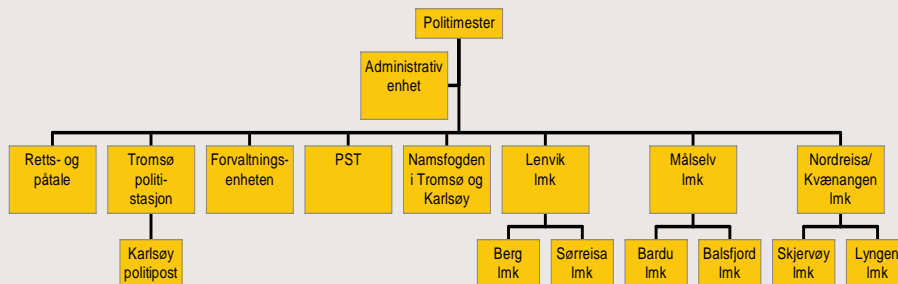 Politimester
Administrativ
enhet
Retts- og
påtale
Tromsø
politi-
stasjon
Forvaltnings-
enheten
PST
Namsfogden
i Tromsø og
Karlsøy
Lenvik
lmk
Målselv
lmk
Nordreisa/
Kvænangen
lmk
Karlsøy
politipost
Berg
lmk
Sørreisa
lmk
Bardu
lmk
Balsfjord
lmk
Skjervøy
lmk
Lyngen
lmk